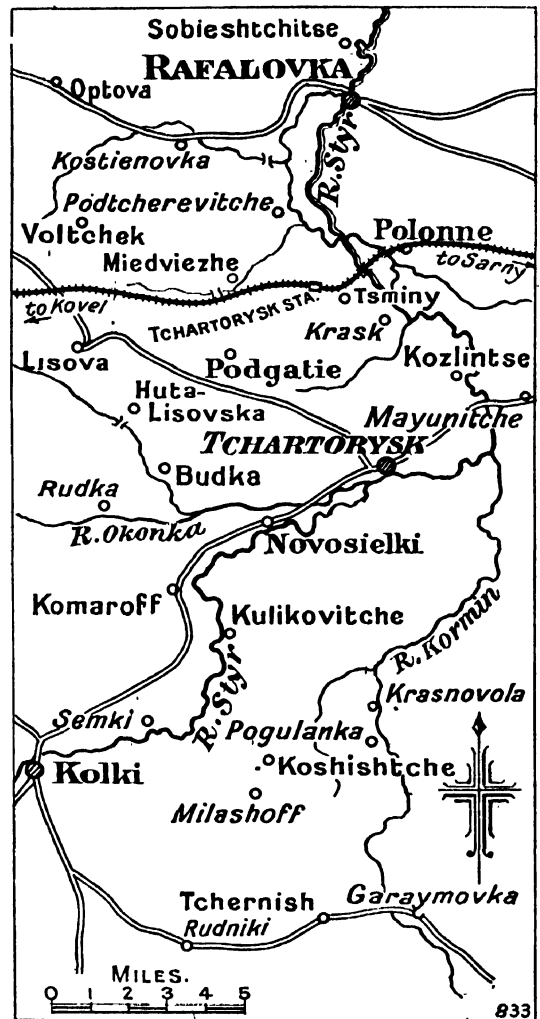 Sobieshtchitse
RAFALOVKA
Optova
R. Styr
Kostienovka
Podtcherevitche
Voltchek
Polonne
Miedviezhe
to Sarny
to Kovel
TCHARTORYSK STA.
Tsminy
Krask
Lisova
Podgatie
Kozlintse
Huta-
Lisovska
Mayunitche
TCHARTORYSK
Budka
Rudka
R. Okonka
Novosielki
Komaroff
Kulikovitche
R. Kormin
R. Styr
Krasnovola
Semki
Pogulanka
Koshishtche
Kolki
Milashoff
Tchernish
Garaymovka
Rudniki
MILES.
0 1 2 3 4 5
833